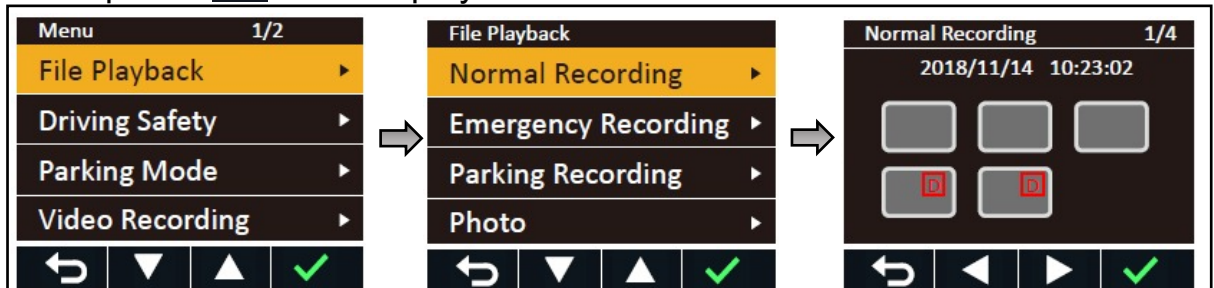 Menu 1/2
File Playback
Driving Safety
Parking Mode
Video Recording
File Playback
Normal Recording
Emergency Recording
Parking Recording
Photo
Normal Recording 1/4
2018/11/14 10:23:02
D D